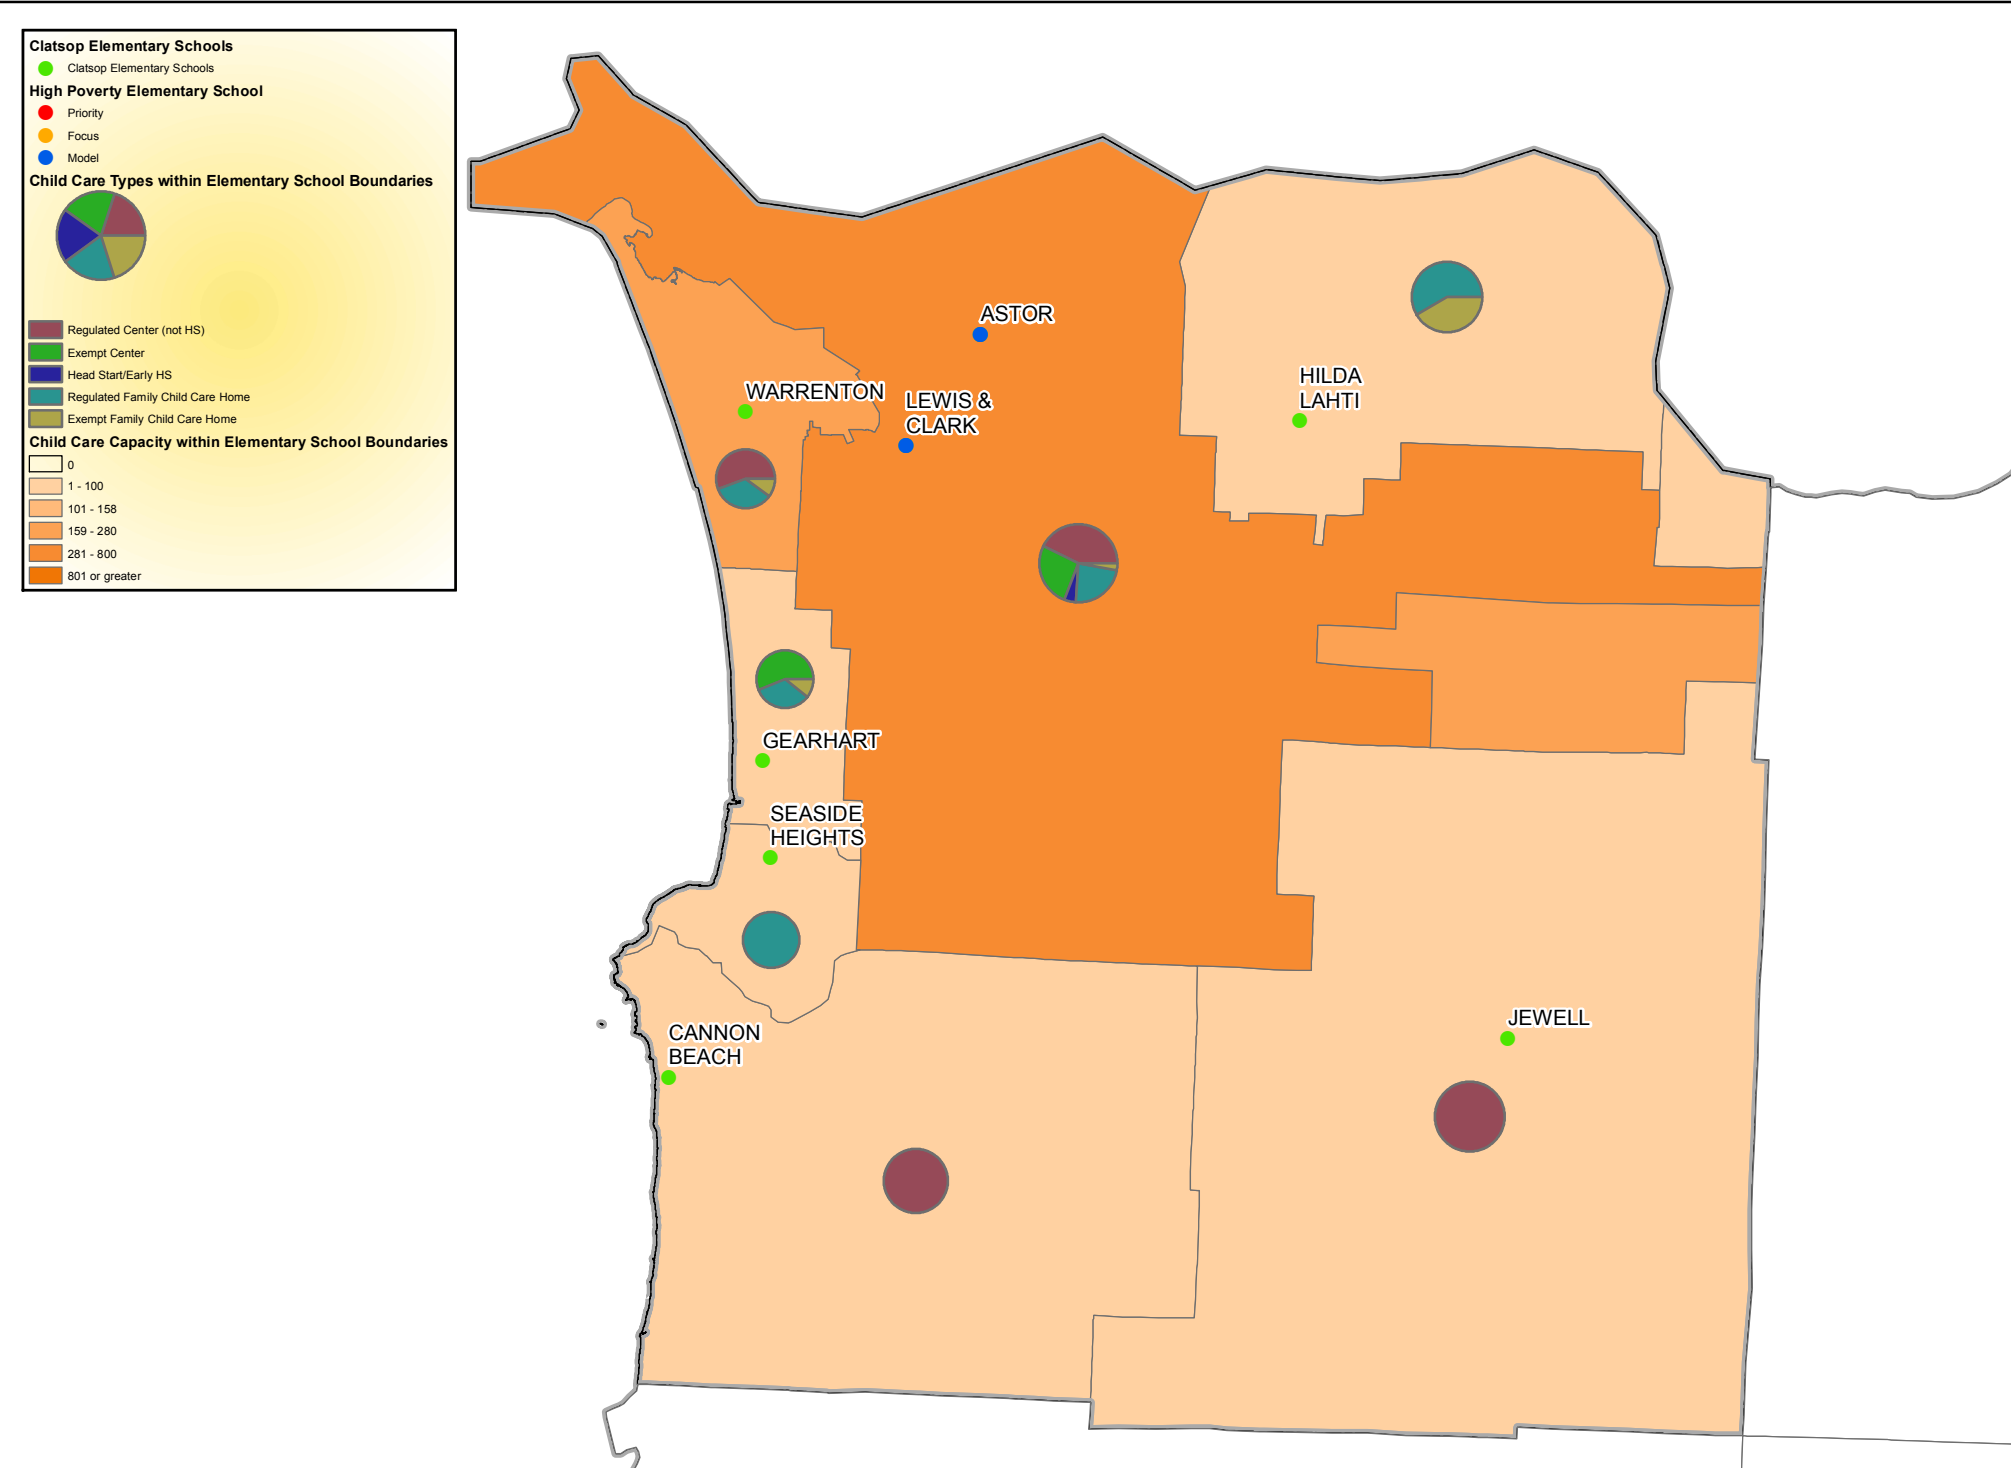 Clatsop Elementary Schools
Clatsop Elementary Schools
High Poverty Elementary School
Priority
Focus
Model
Child Care Types within Elementary School Boundaries
Regulated Center (not HS)
Exempt Center
Head Start/Early HS
Regulated Family Child Care Home
Exempt Family Child Care Home
Child Care Capacity within Elementary School Boundaries
0
1 - 100
101 - 158
159 - 280
281 - 800
801 or greater
ASTOR
WARRENTON
LEWIS &
CLARK
HILDA
LAHTI
GEARHART
SEASIDE
HEIGHTS
CANNON
BEACH
JEWELL